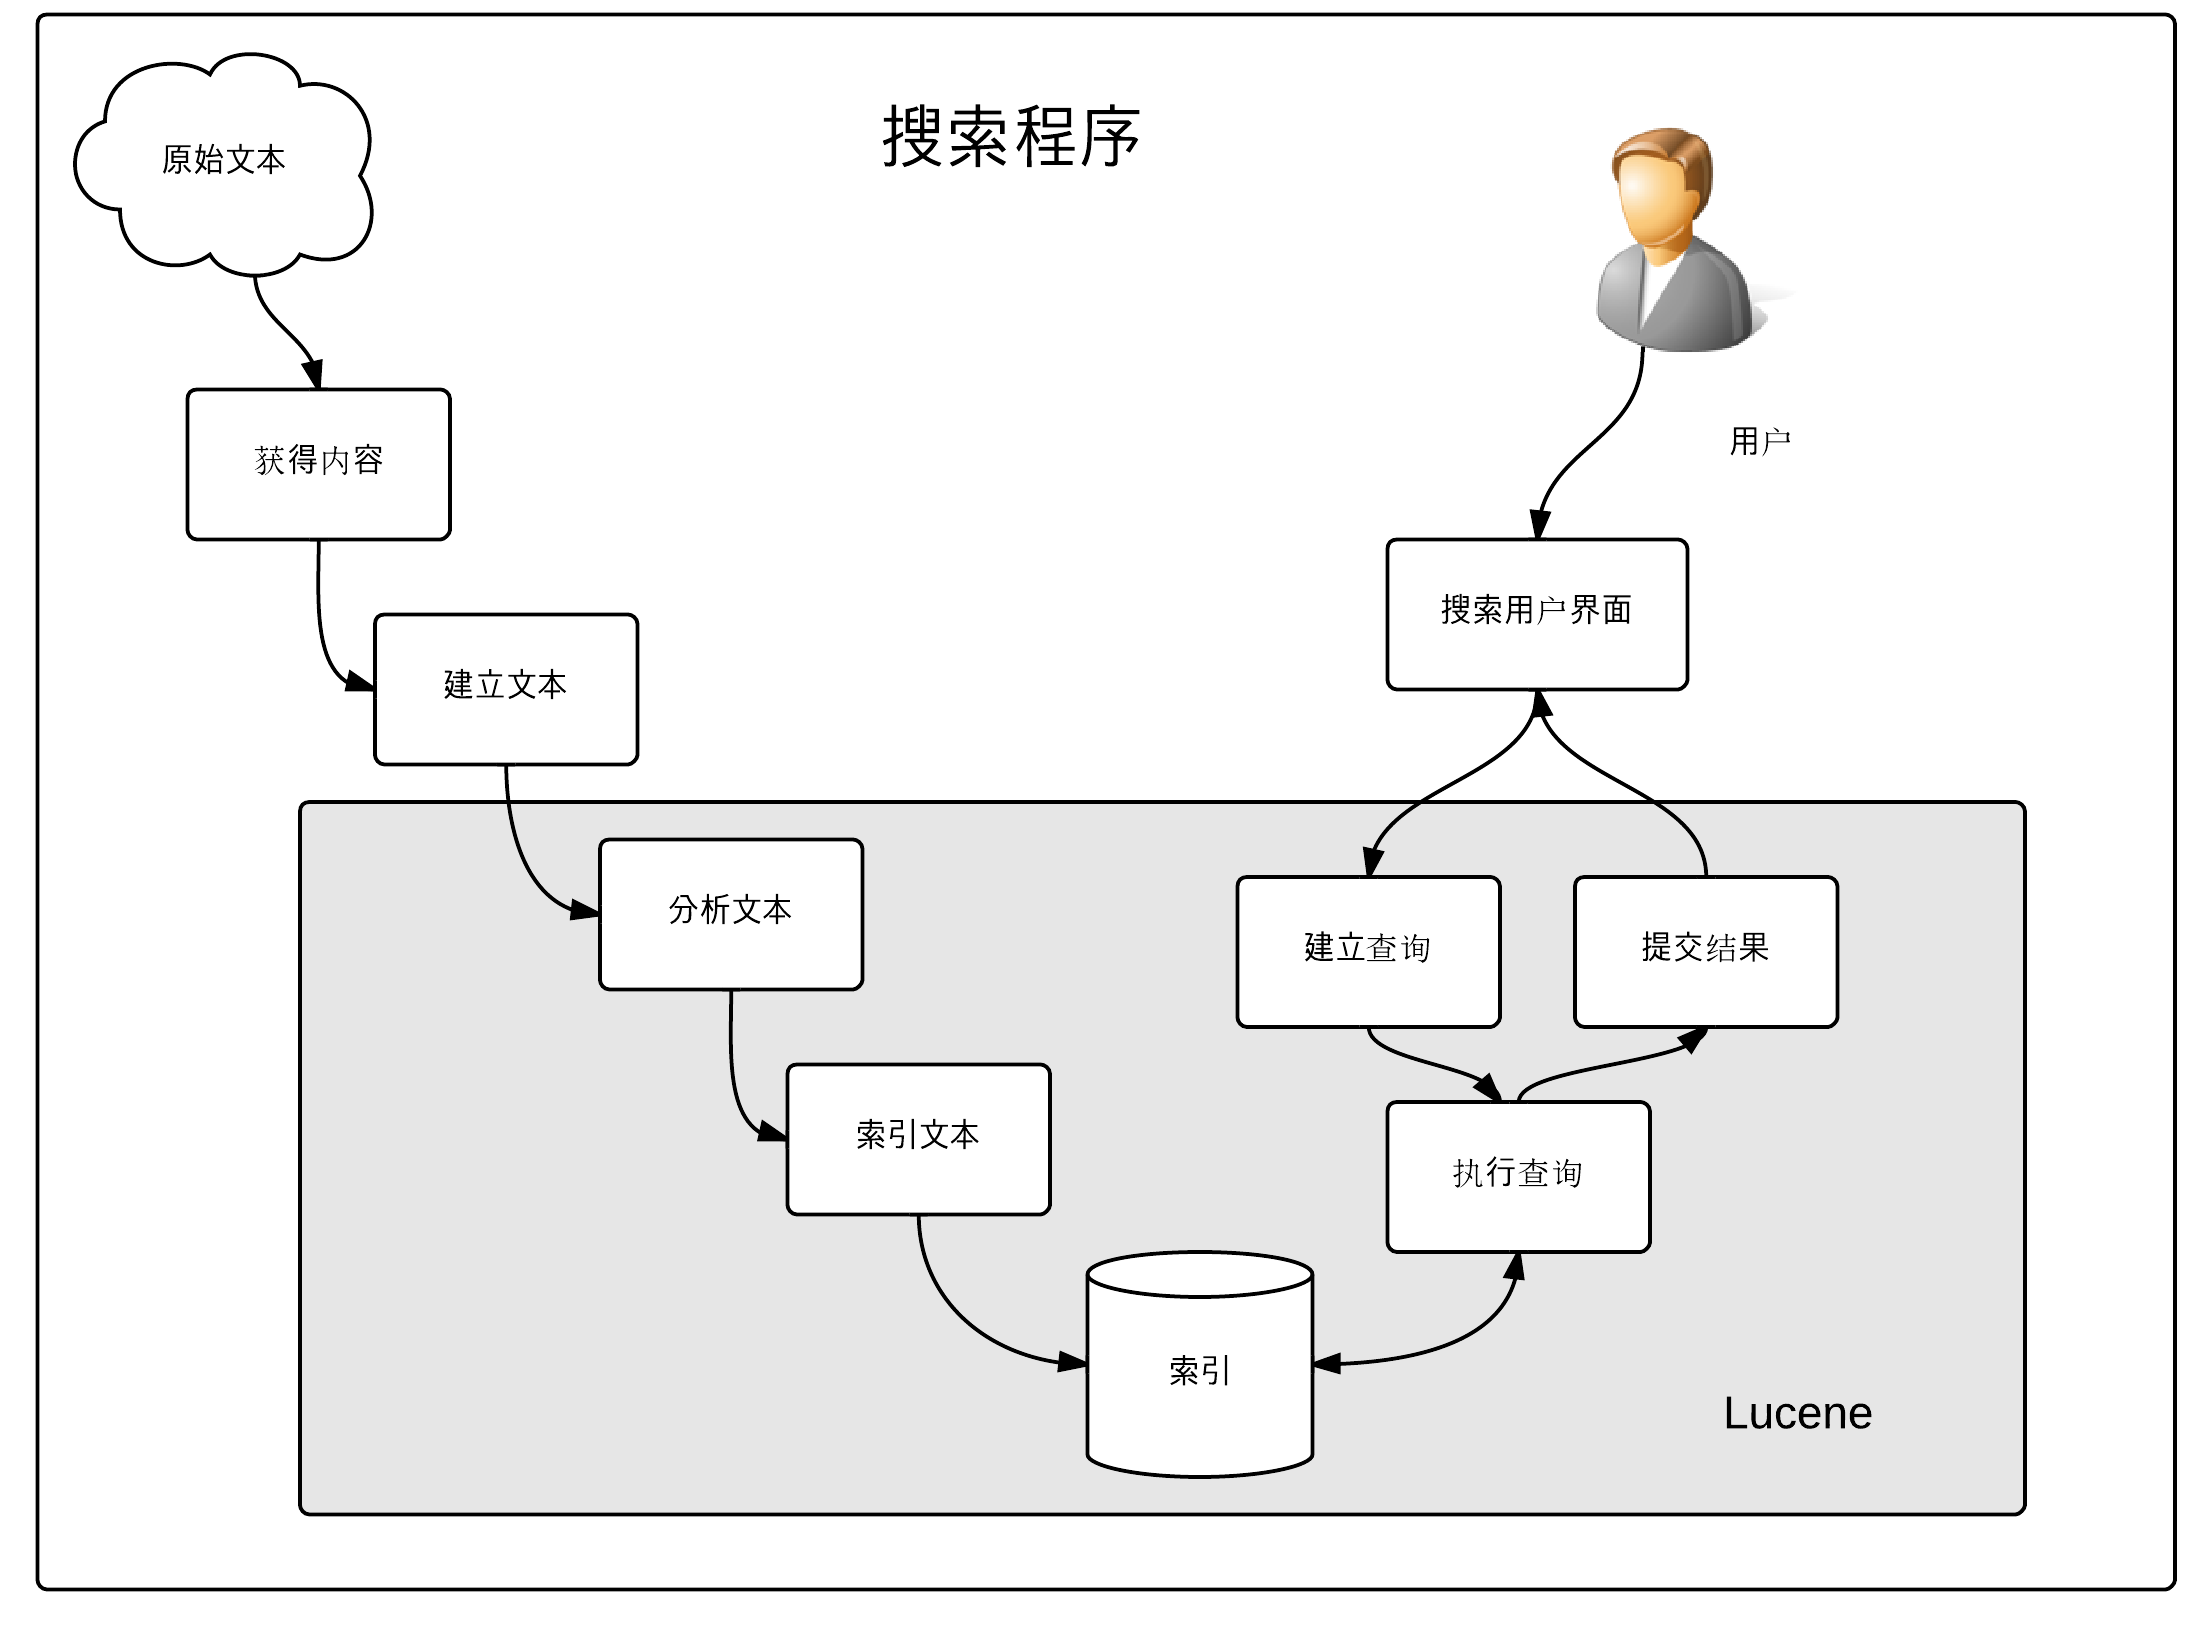 搜索程序
原始文本
获得内容
用户
搜索用户界面
建立文本
分析文本
建立查询
提交结果
索引文本
执行查询
索引
Lucene